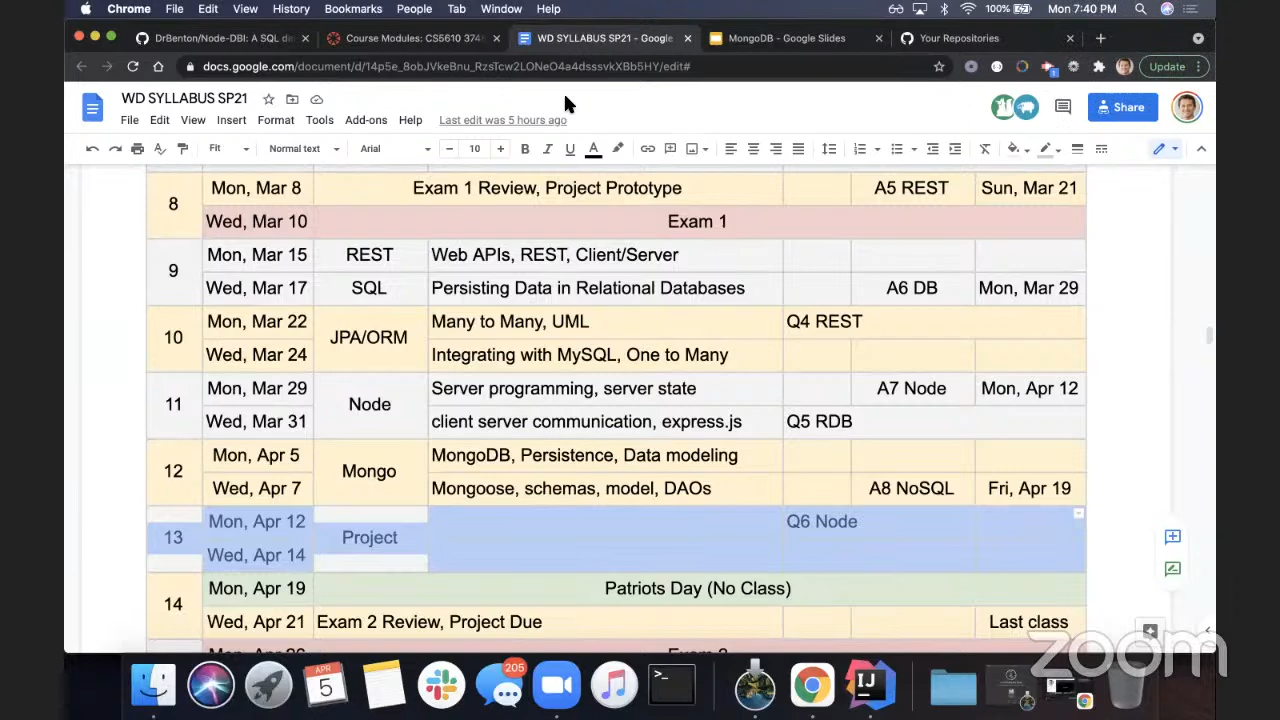 Chrome File Edit View History Bookmarks People Tab Window Help 100% Mon 7:40 PM
DrBenton/Node-DBI: A SQL di Course Modules: CS5610 374 WD SYLLABUS SP21 - Google MongoDB - Google Slides Your Repositories
docs.google.com/document/d/14p5e_8obJVkeBnu_RzsTcw2LONeO4a4dsssvkXBb5HY/edit# Update
WD SYLLABUS SP21
File Edit View Insert Format Tools Add-ons Help Last edit was 5 hours ago Share
Fit Normal text Arial 10 B I U A
8 Mon, Mar 8 Exam 1 Review, Project Prototype A5 REST Sun, Mar 21
Wed, Mar 10 Exam 1
9 Mon, Mar 15 REST Web APIs, REST, Client/Server
Wed, Mar 17 SQL Persisting Data in Relational Databases A6 DB Mon, Mar 29
10 Mon, Mar 22 JPA/ORM Many to Many, UML Q4 REST
Wed, Mar 24 Integrating with MySQL, One to Many
11 Mon, Mar 29 Node Server programming, server state A7 Node Mon, Apr 12
Wed, Mar 31 client server communication, express.js Q5 RDB
12 Mon, Apr 5 Mongo MongoDB, Persistence, Data modeling
Wed, Apr 7 Mongoose, schemas, model, DAOs A8 NoSQL Fri, Apr 19
13 Mon, Apr 12 Project Q6 Node
Wed, Apr 14
14 Mon, Apr 19 Patriots Day (No Class)
Wed, Apr 21 Exam 2 Review, Project Due Last class
zoom
APR
5
205
IJ